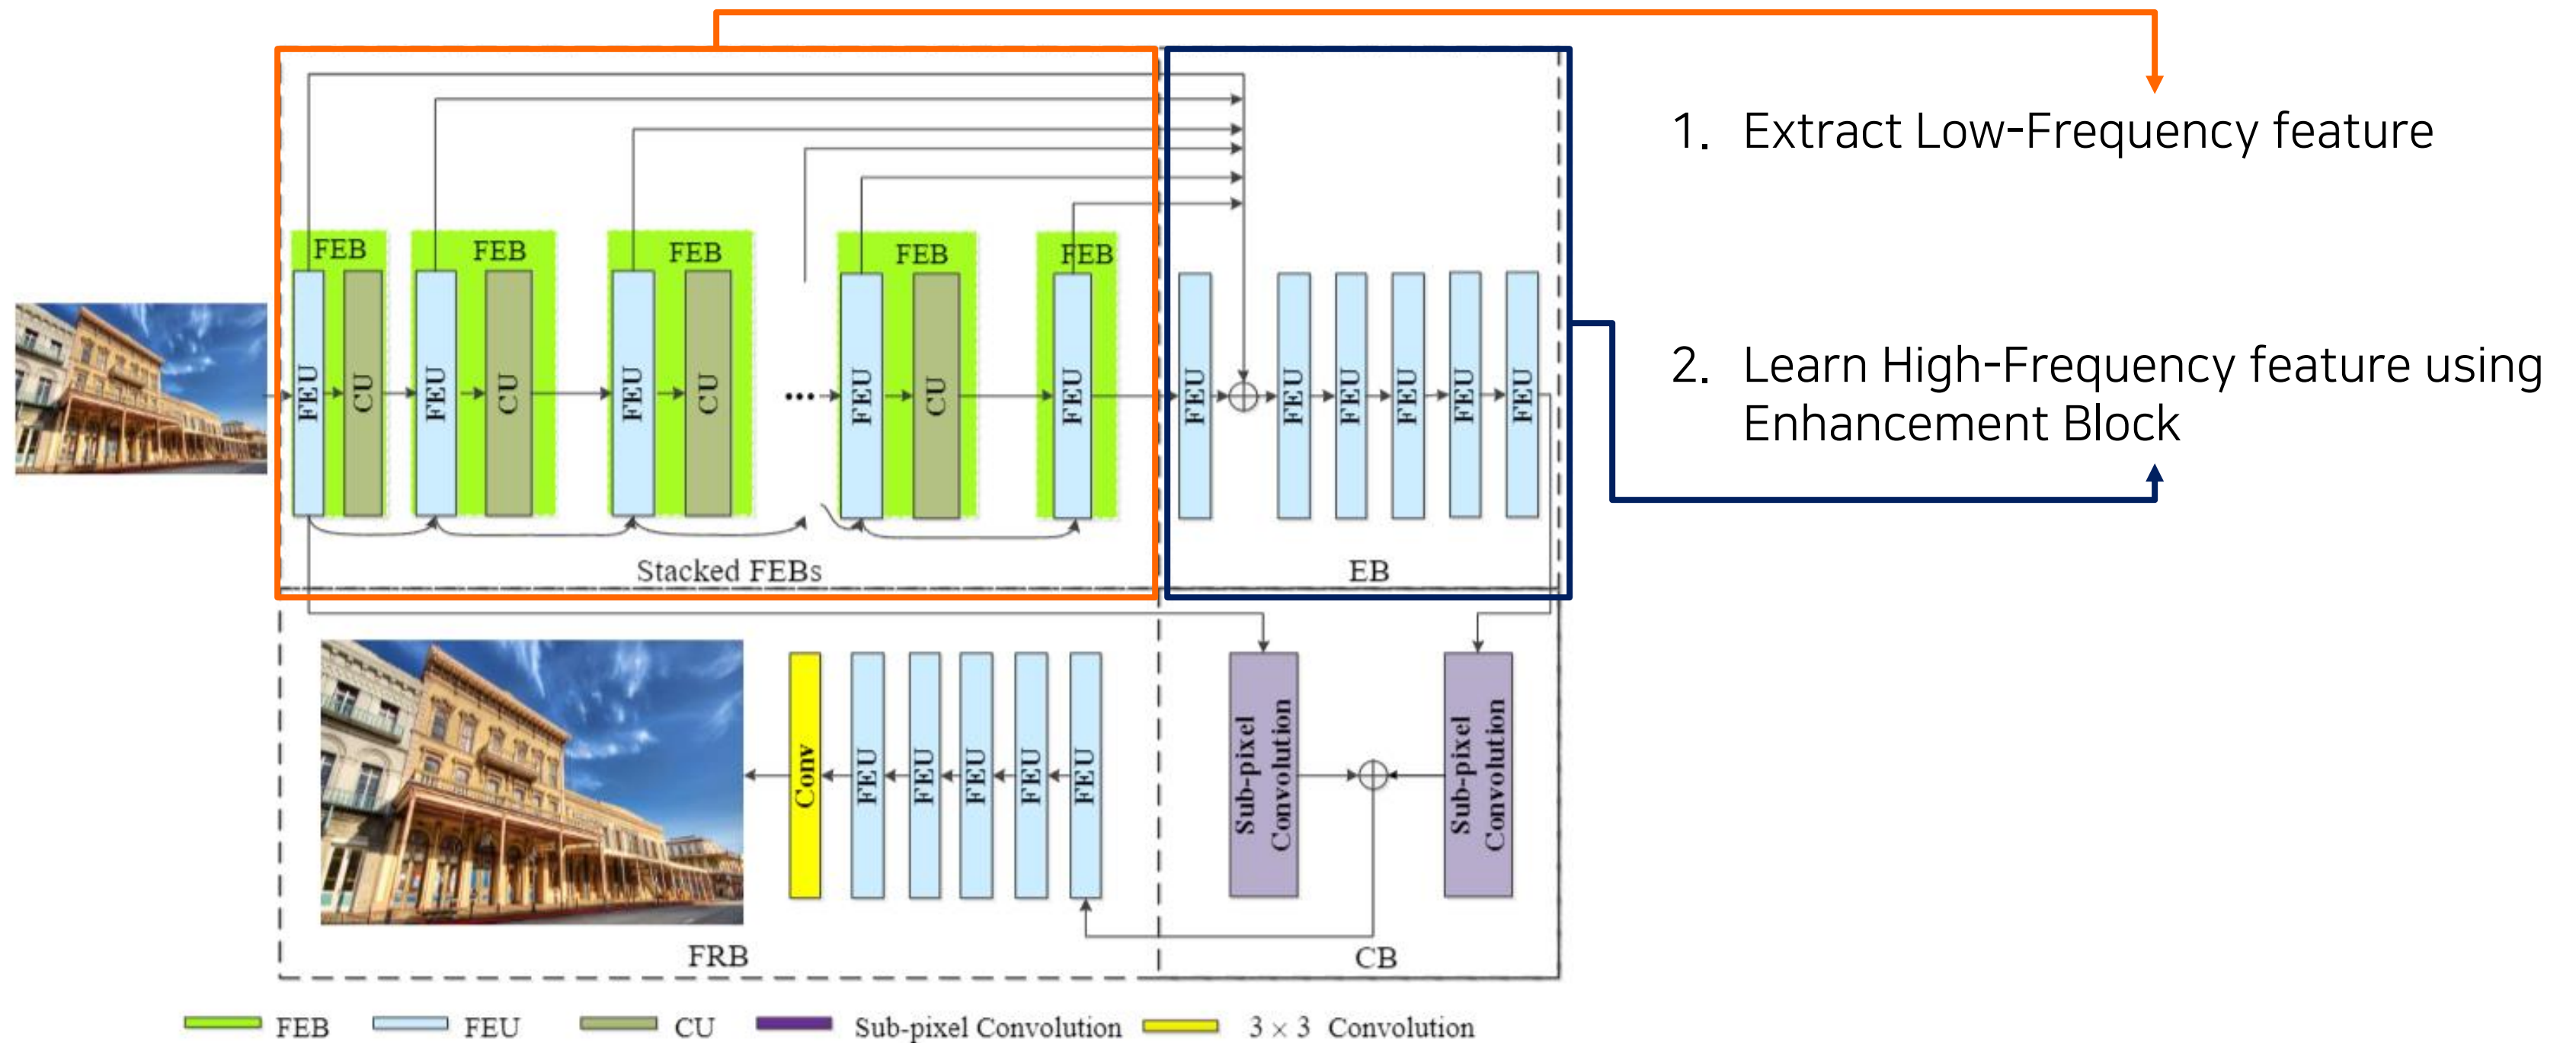 1. Extract Low-Frequency feature
2. Learn High-Frequency feature using
Enhancement Block
FEB FEB FEB FEB FEB
FEU CU FEU CU FEU CU ... FEU CU FEU FEU FEU FEU FEU FEU FEU
Stacked FEBs EB
Conv FEU FEU FEU FEU FEU Sub-pixel Convolution Sub-pixel Convolution
FRB CB
FEB FEU CU Sub-pixel Convolution 3 × 3 Convolution